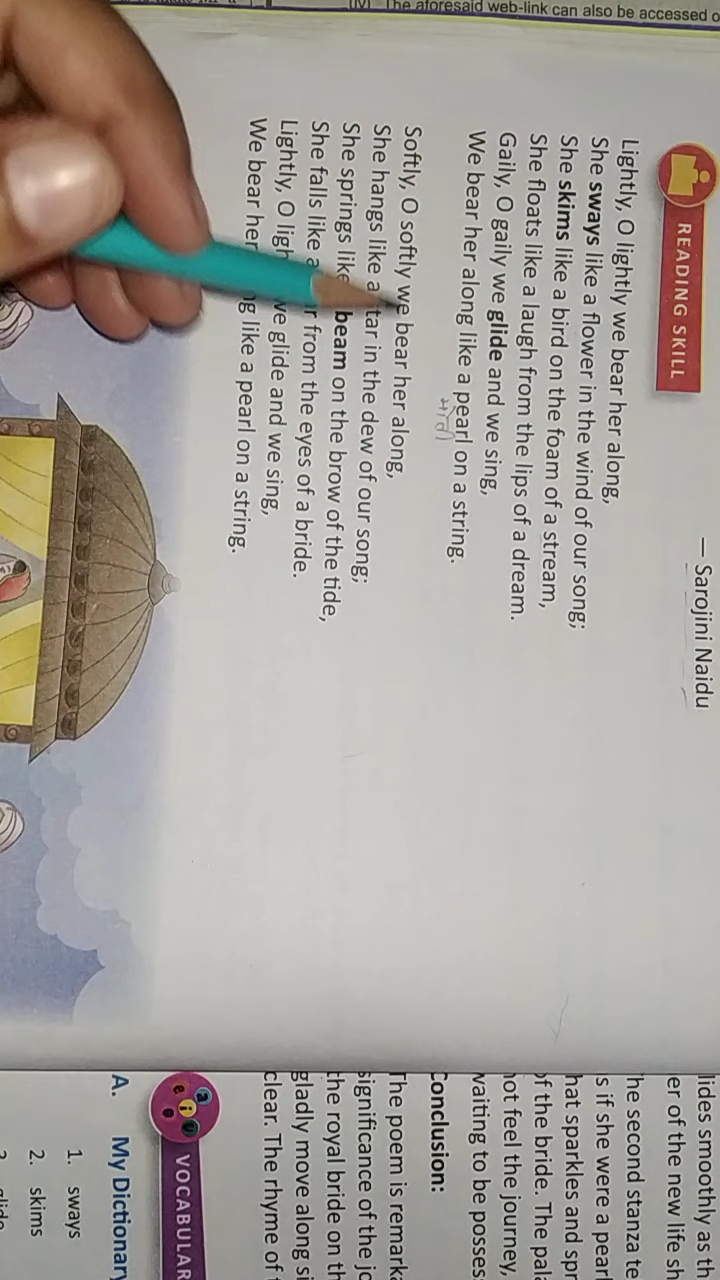 (iv) The aforesaid web-link can also be accessed o
— Sarojini Naidu
READING SKILL
Lightly, O lightly we bear her along,
She sways like a flower in the wind of our song;
She skims like a bird on the foam of a stream,
She floats like a laugh from the lips of a dream.
Gaily, O gaily we glide and we sing,
We bear her along like a pearl on a string.
Softly, O softly we bear her along,
She hangs like a tar in the dew of our song;
She springs like beam on the brow of the tide,
She falls like a r from the eyes of a bride.
Lightly, O ligh we glide and we sing,
We bear her ng like a pearl on a string.
lides smoothly as th
er of the new life sh
he second stanza te
s if she were a pear
hat sparkles and spr
of the bride. The pal
not feel the journey,
waiting to be posses
Conclusion:
The poem is remarka
significance of the jo
the royal bride on th
gladly move along si
clear. The rhyme of
a e i
VOCABULAR
A. My Dictionary
1. sways
2. skims
glide